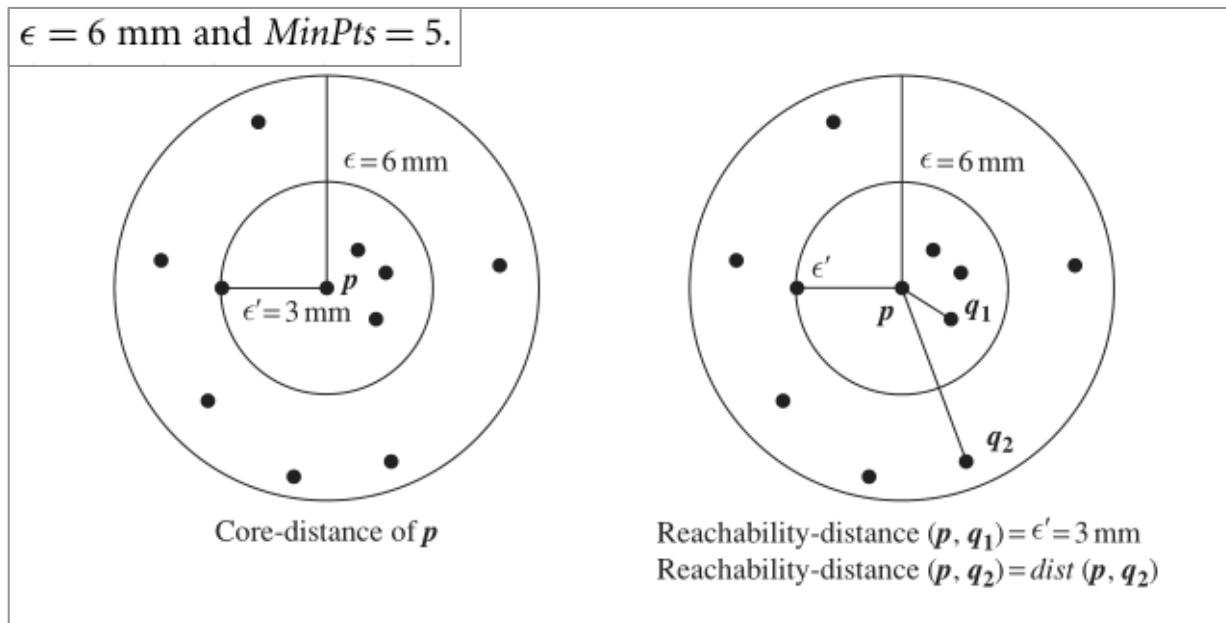 ϵ = 6 mm and MinPts = 5.
ϵ = 6 mm
p
ϵ′ = 3 mm
Core-distance of p
ϵ = 6 mm
ϵ′
p
q₁
q₂
Reachability-distance (p, q₁) = ϵ′ = 3 mm
Reachability-distance (p, q₂) = dist (p, q₂)